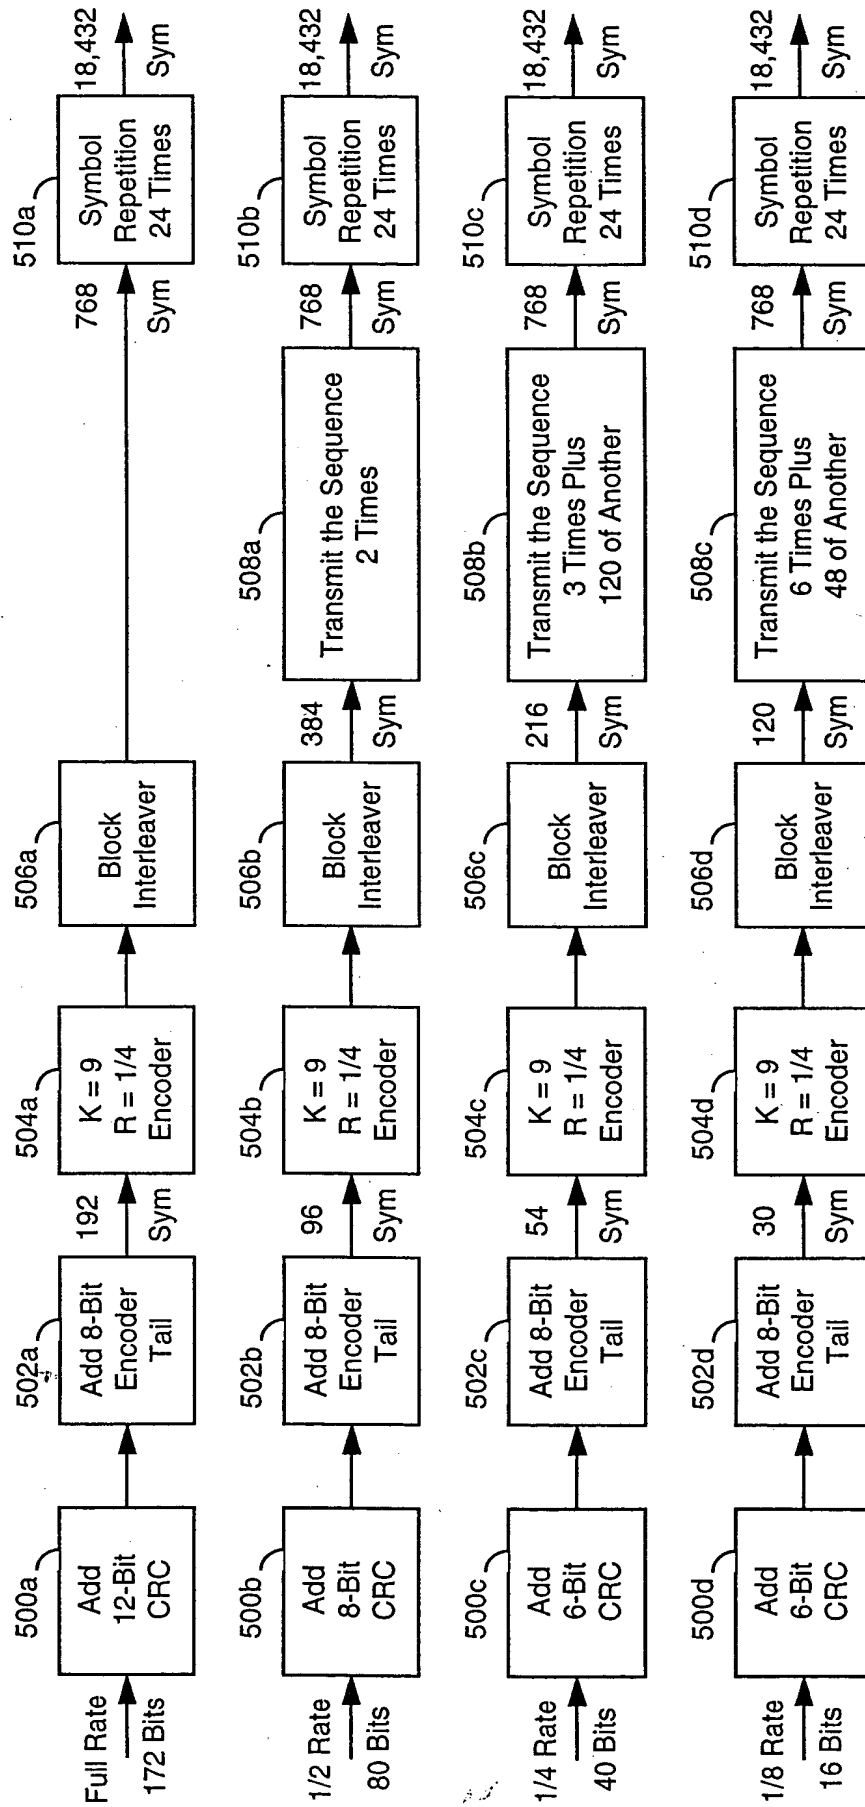 Full Rate
172 Bits
500a
Add
12-Bit
CRC
502a
Add 8-Bit
Encoder
Tail
192
Sym
504a
K = 9
R = 1/4
Encoder
506a
Block
Interleaver
768
Sym
510a
Symbol
Repetition
24 Times
18,432
Sym
1/2 Rate
80 Bits
500b
Add
8-Bit
CRC
502b
Add 8-Bit
Encoder
Tail
96
Sym
504b
K = 9
R = 1/4
Encoder
506b
Block
Interleaver
384
Sym
508a
Transmit the Sequence
2 Times
768
Sym
510b
Symbol
Repetition
24 Times
18,432
Sym
1/4 Rate
40 Bits
500c
Add
6-Bit
CRC
502c
Add 8-Bit
Encoder
Tail
54
Sym
504c
K = 9
R = 1/4
Encoder
506c
Block
Interleaver
216
Sym
508b
Transmit the Sequence
3 Times Plus
120 of Another
768
Sym
510c
Symbol
Repetition
24 Times
18,432
Sym
1/8 Rate
16 Bits
500d
Add
6-Bit
CRC
502d
Add 8-Bit
Encoder
Tail
30
Sym
504d
K = 9
R = 1/4
Encoder
506d
Block
Interleaver
120
Sym
508c
Transmit the Sequence
6 Times Plus
48 of Another
768
Sym
510d
Symbol
Repetition
24 Times
18,432
Sym